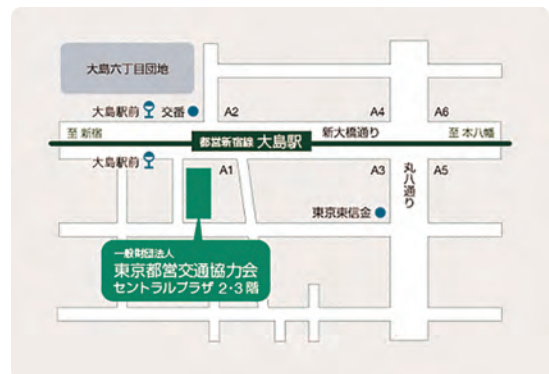 大島六丁目団地
大島駅前 交番 A2 A4 A6
至 新宿 都営新宿線 大島駅 新大橋通り 至 本八幡
大島駅前 A1 A3 丸八通り A5
東京東信金
一般財団法人
東京都営交通協力会
セントラルプラザ 2・3階